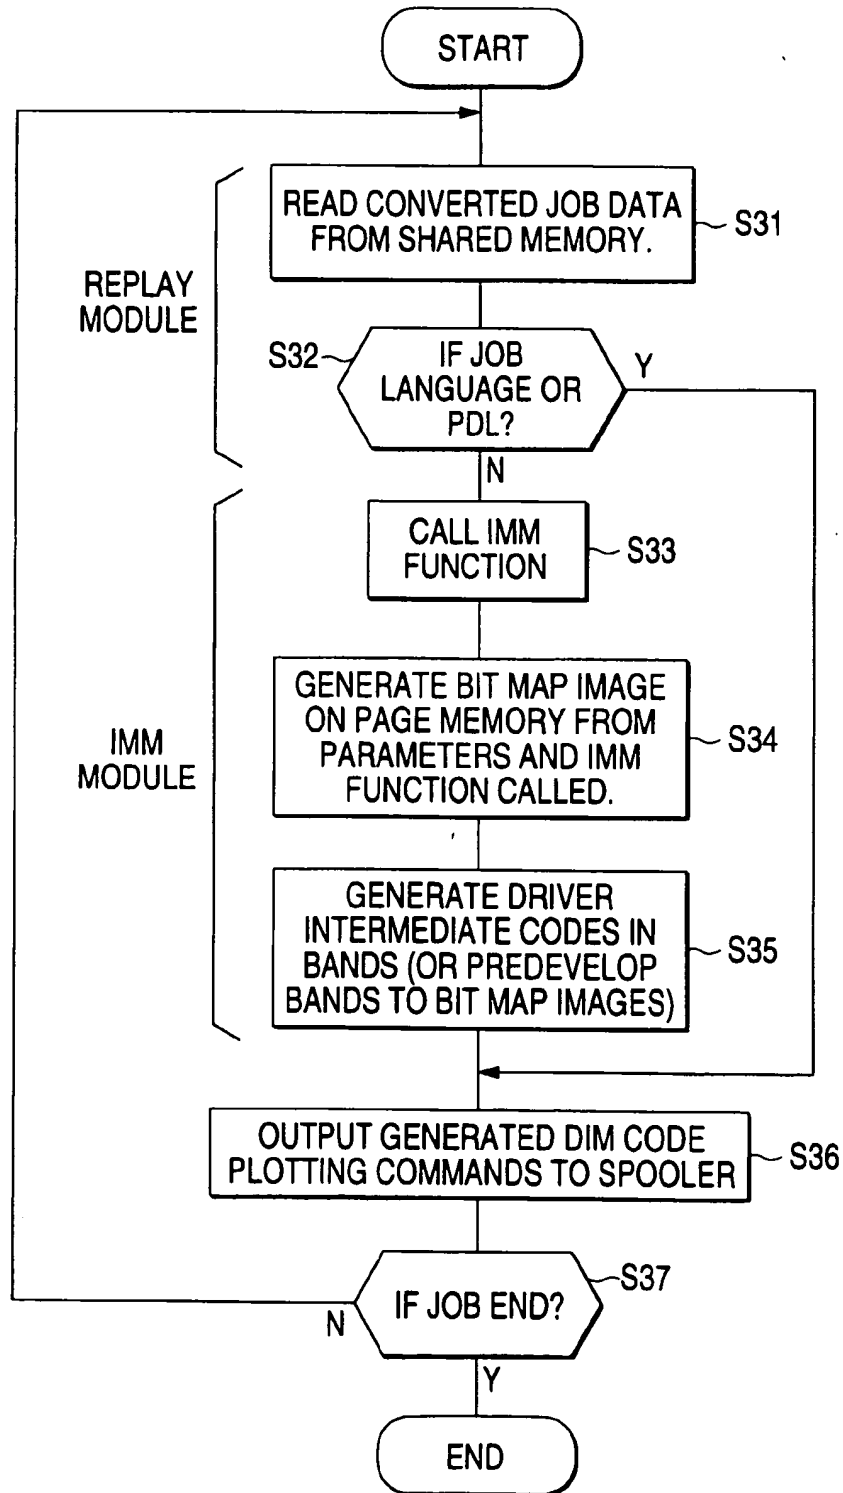 START
READ CONVERTED JOB DATA
FROM SHARED MEMORY.
S31
REPLAY
MODULE
S32
IF JOB
LANGUAGE OR
PDL?
Y
N
CALL IMM
FUNCTION
S33
GENERATE BIT MAP IMAGE
ON PAGE MEMORY FROM
PARAMETERS AND IMM
FUNCTION CALLED.
S34
IMM
MODULE
GENERATE DRIVER
INTERMEDIATE CODES IN
BANDS (OR PREDEVELOP
BANDS TO BIT MAP IMAGES)
S35
OUTPUT GENERATED DIM CODE
PLOTTING COMMANDS TO SPOOLER
S36
IF JOB END?
S37
N
Y
END